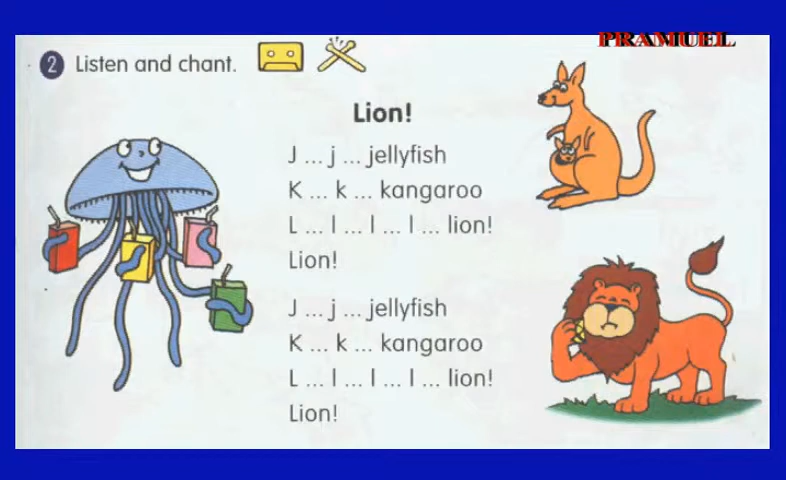 PRAMUEL
2 Listen and chant.
Lion!
J ... j ... jellyfish
K ... k ... kangaroo
L ... l ... l ... l ... lion!
Lion!
J ... j ... jellyfish
K ... k ... kangaroo
L ... l ... l ... l ... lion!
Lion!